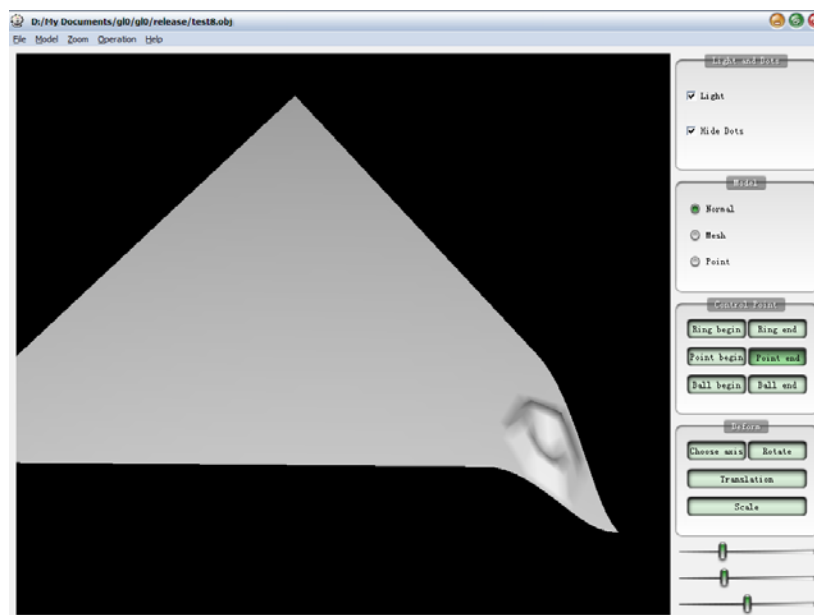 D:/My Documents/gl0/gl0/release/test8.obj
File Model Zoom Operation Help
Light and Dots
Light
Hide Dots
Model
Normal
Mesh
Point
Control Point
Ring begin Ring end
Point begin Point end
Ball begin Ball end
Deform
Choose axis Rotate
Translation
Scale